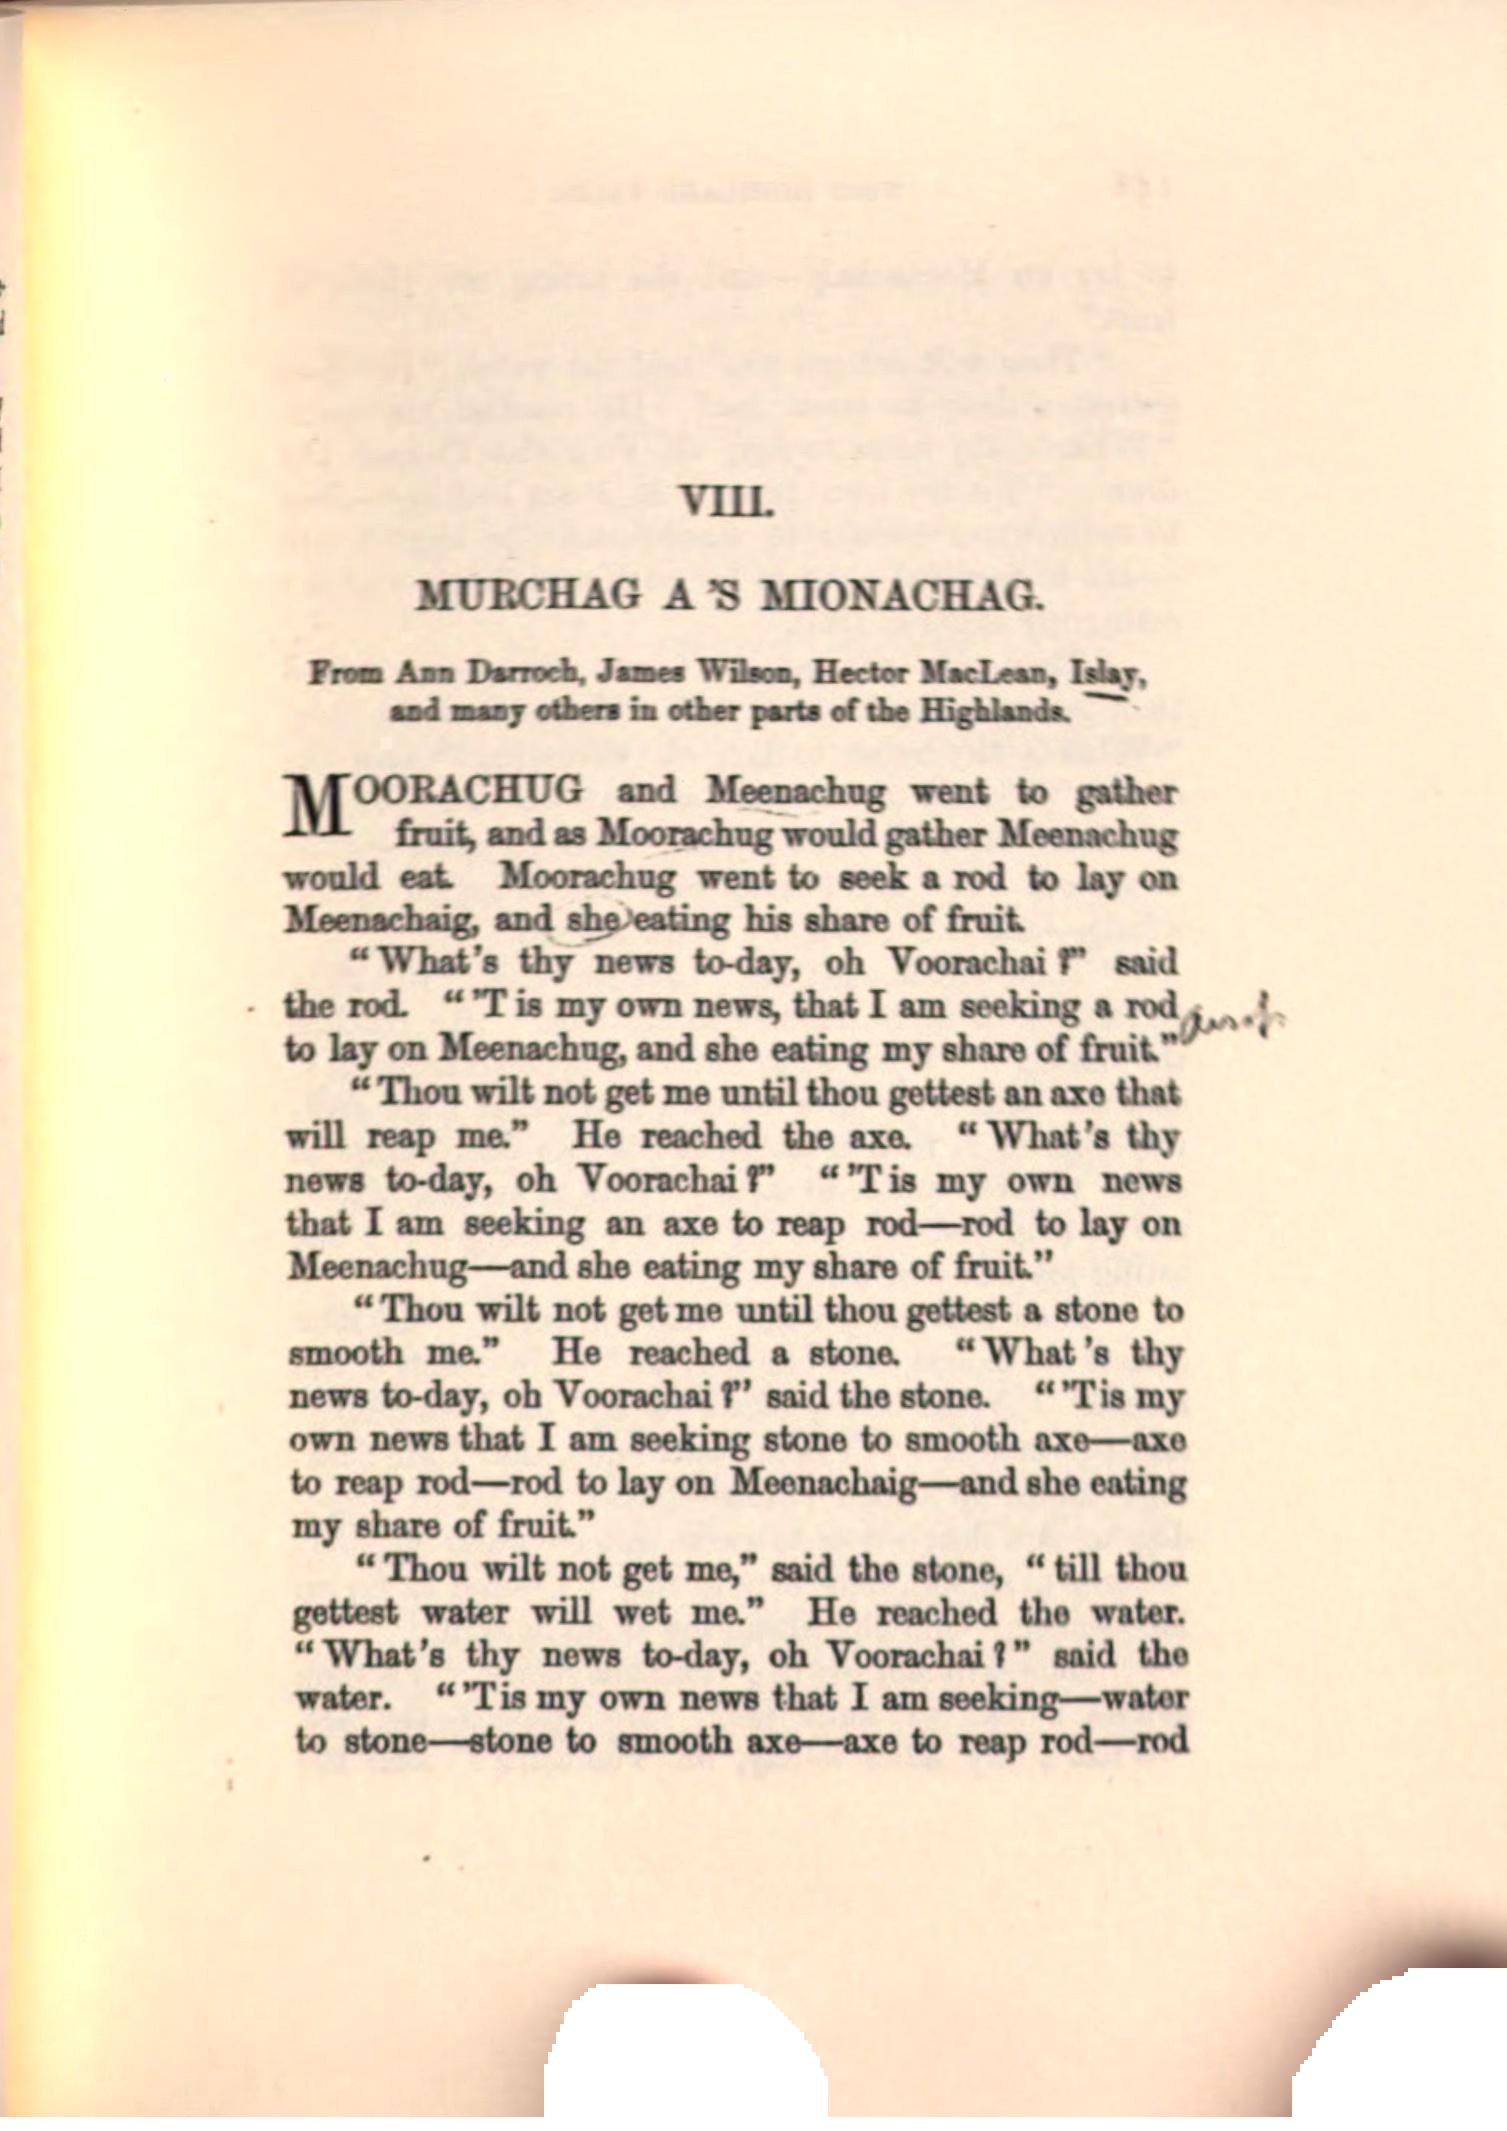 VIII.
MURCHAG A 'S MIONACHAG.
From Ann Darroch, James Wilson, Hector MacLean, Islay,
and many others in other parts of the Highlands.
MOORACHUG and Meenachug went to gather
fruit, and as Moorachug would gather Meenachug
would eat. Moorachug went to seek a rod to lay on
Meenachaig, and she eating his share of fruit.
"What's thy news to-day, oh Voorachai?" said
the rod. "'T is my own news, that I am seeking a rod
to lay on Meenachug, and she eating my share of fruit."
"Thou wilt not get me until thou gettest an axe that
will reap me." He reached the axe. "What's thy
news to-day, oh Voorachai?" "'T is my own news
that I am seeking an axe to reap rod—rod to lay on
Meenachug—and she eating my share of fruit."
"Thou wilt not get me until thou gettest a stone to
smooth me." He reached a stone. "What's thy
news to-day, oh Voorachai?" said the stone. "'Tis my
own news that I am seeking stone to smooth axe—axe
to reap rod—rod to lay on Meenachaig—and she eating
my share of fruit."
"Thou wilt not get me," said the stone, "till thou
gettest water will wet me." He reached the water.
"What's thy news to-day, oh Voorachai?" said the
water. "'Tis my own news that I am seeking—water
to stone—stone to smooth axe—axe to reap rod—rod